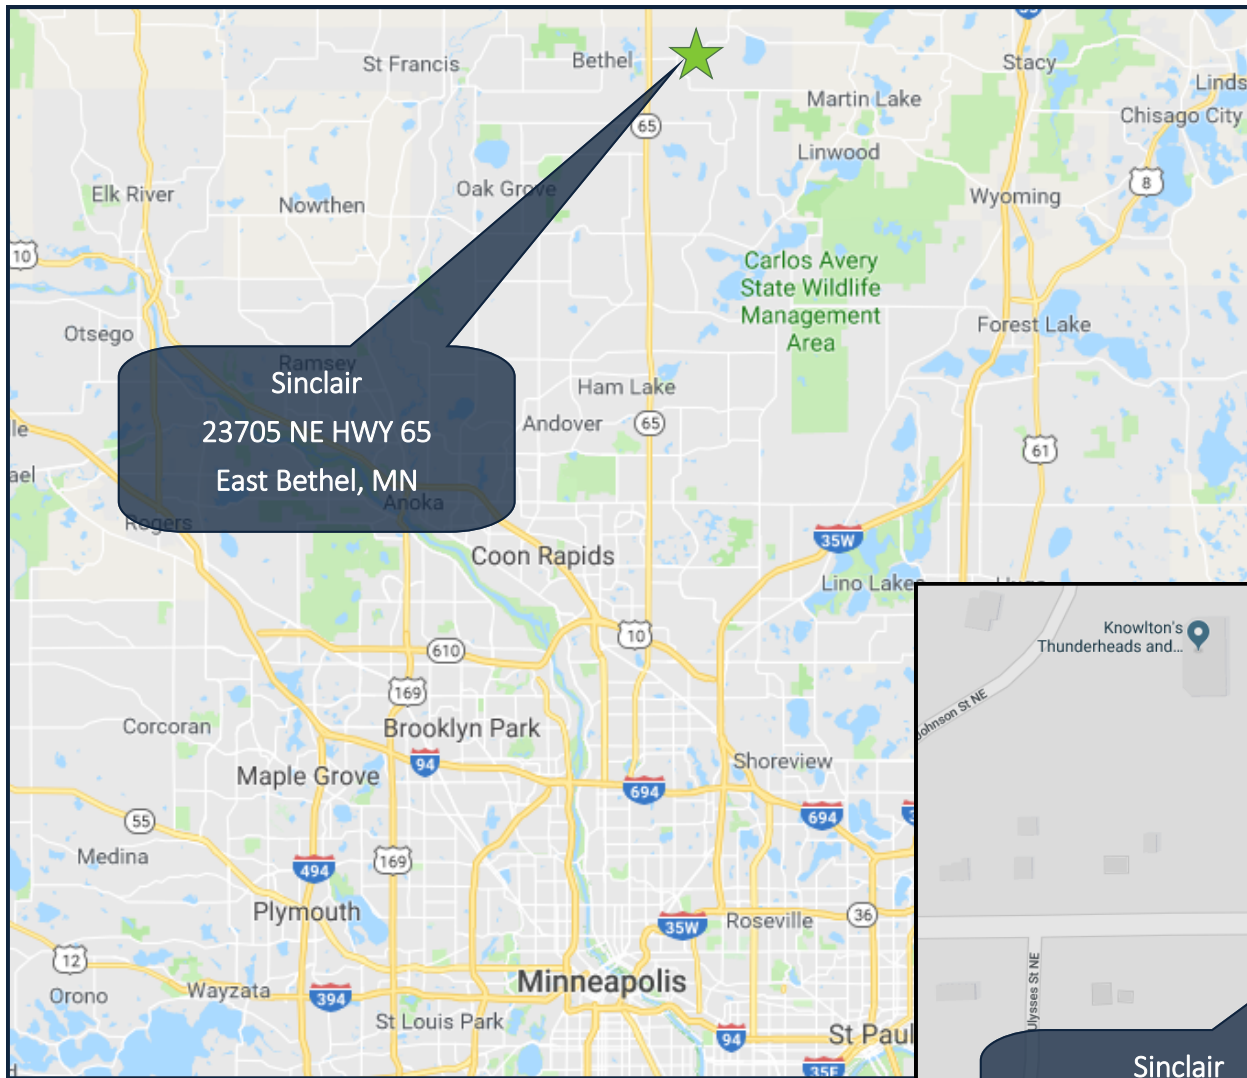 35
St Francis
Bethel
Stacy
Linds
Martin Lake
Chisago City
65
Linwood
8
Elk River
Nowthen
Oak Grove
Wyoming
10
Carlos Avery
State Wildlife
Management
Area
Otsego
Forest Lake
Ramsey
Sinclair
23705 NE HWY 65
East Bethel, MN
Ham Lake
Andover
65
le
61
ael
Anoka
Rogers
35W
Coon Rapids
Lino Lakes
10
610
169
Knowlton's
Thunderheads and...
Johnson St NE
Corcoran
Brooklyn Park
94
Shoreview
Maple Grove
694
694
55
Medina
494
169
Plymouth
35W
Roseville
36
12
Orono
Wayzata
394
Minneapolis
Ulysses St NE
St Louis Park
94
St Paul
35E
Sinclair